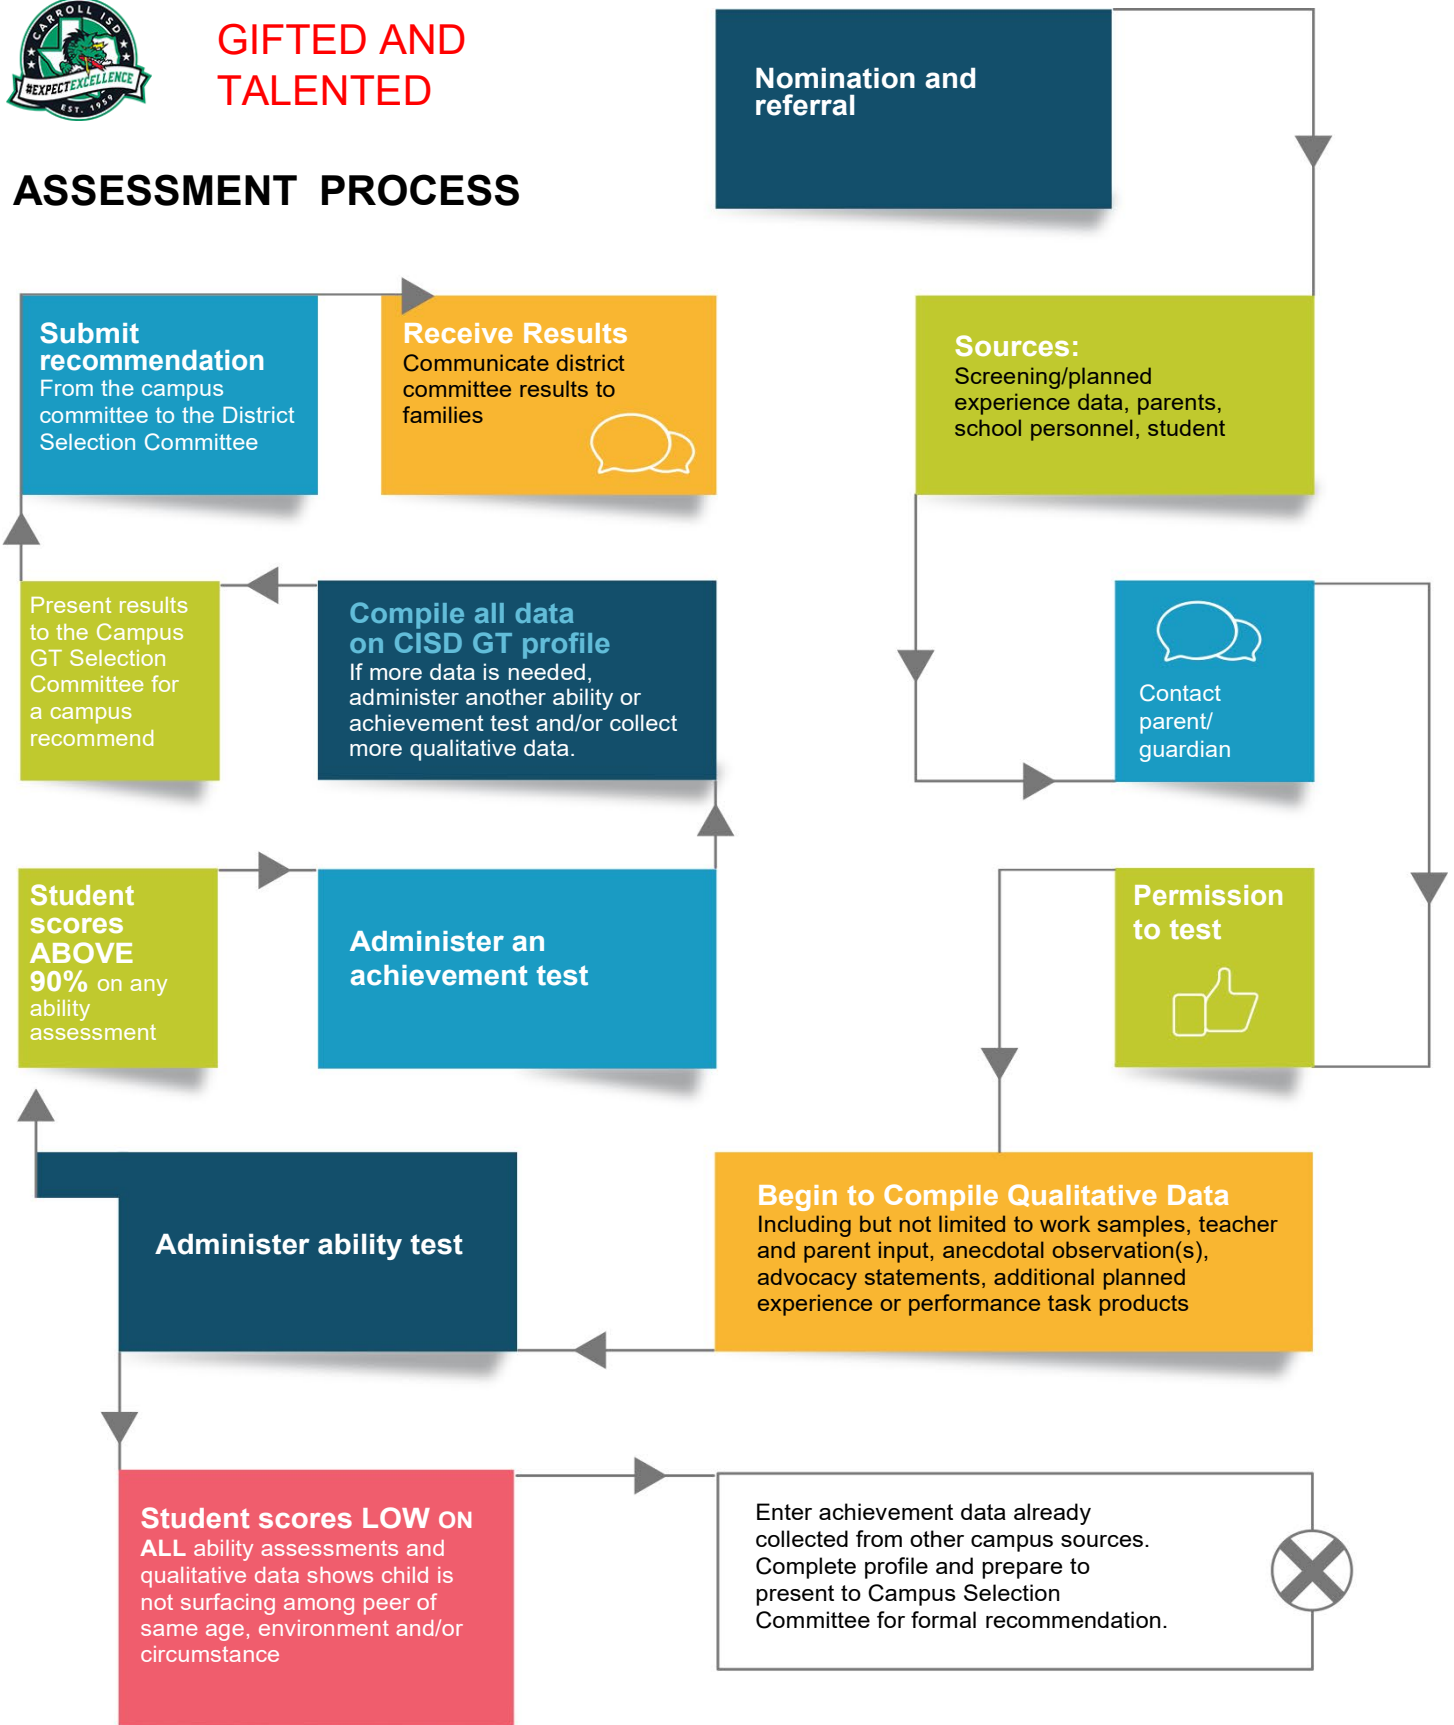 CARROLL ISD
#EXPECTEXCELLENCE
EST. 1959
GIFTED AND
TALENTED
ASSESSMENT PROCESS
Nomination and
referral
Sources:
Screening/planned
experience data, parents,
school personnel, student
Contact
parent/
guardian
Permission
to test
Begin to Compile Qualitative Data
Including but not limited to work samples, teacher
and parent input, anecdotal observation(s),
advocacy statements, additional planned
experience or performance task products
Administer ability test
Student
scores
ABOVE
90% on any
ability
assessment
Administer an
achievement test
Compile all data
on CISD GT profile
If more data is needed,
administer another ability or
achievement test and/or collect
more qualitative data.
Present results
to the Campus
GT Selection
Committee for
a campus
recommend
Submit
recommendation
From the campus
committee to the District
Selection Committee
Receive Results
Communicate district
committee results to
families
Student scores LOW ON
ALL ability assessments and
qualitative data shows child is
not surfacing among peer of
same age, environment and/or
circumstance
Enter achievement data already
collected from other campus sources.
Complete profile and prepare to
present to Campus Selection
Committee for formal recommendation.